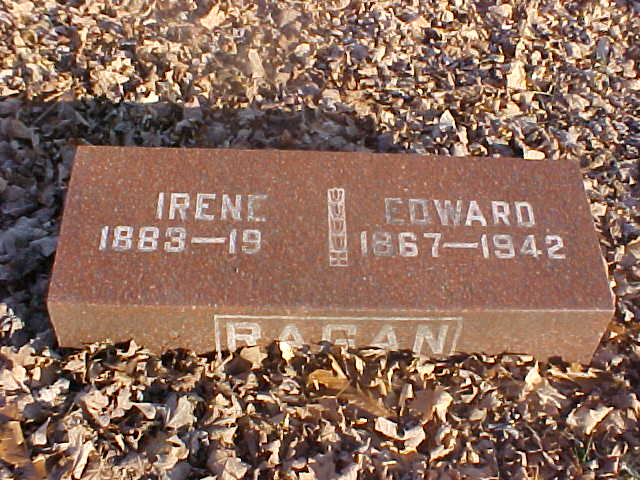 IRENE
1883—19
EDWARD
1867—1942
RAGAN